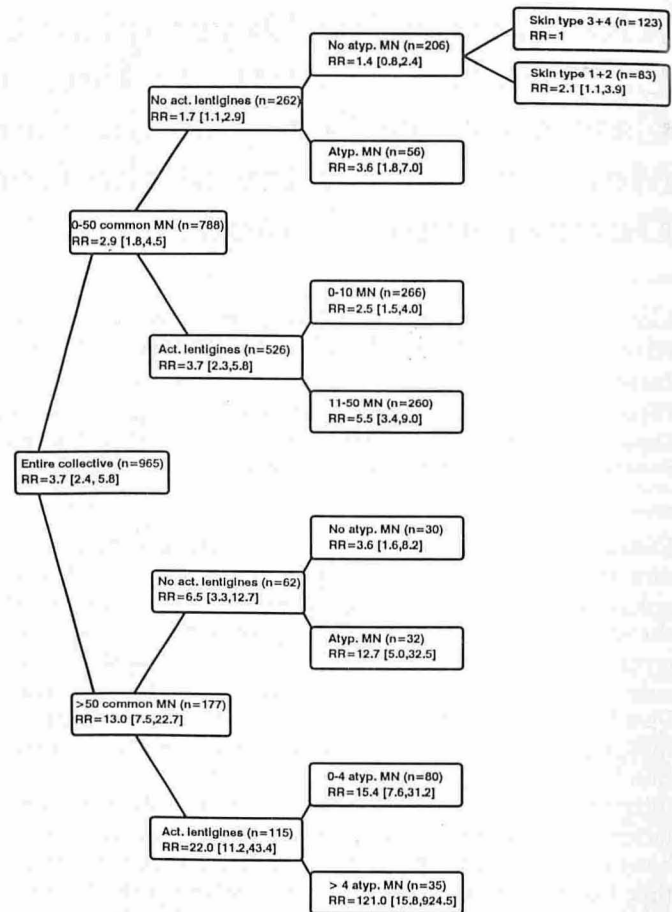 No atyp. MN (n=206)
RR=1.4 [0.8,2.4]
Skin type 3+4 (n=123)
RR=1
Skin type 1+2 (n=83)
RR=2.1 [1.1,3.9]
No act. lentigines (n=262)
RR=1.7 [1.1,2.9]
Atyp. MN (n=56)
RR=3.6 [1.8,7.0]
0-50 common MN (n=788)
RR=2.9 [1.8,4.5]
0-10 MN (n=266)
RR=2.5 [1.5,4.0]
Act. lentigines (n=526)
RR=3.7 [2.3,5.8]
11-50 MN (n=260)
RR=5.5 [3.4,9.0]
Entire collective (n=965)
RR=3.7 [2.4, 5.8]
No atyp. MN (n=30)
RR=3.6 [1.6,8.2]
No act. lentigines (n=62)
RR=6.5 [3.3,12.7]
Atyp. MN (n=32)
RR=12.7 [5.0,32.5]
>50 common MN (n=177)
RR=13.0 [7.5,22.7]
0-4 atyp. MN (n=80)
RR=15.4 [7.6,31.2]
Act. lentigines (n=115)
RR=22.0 [11.2,43.4]
> 4 atyp. MN (n=35)
RR=121.0 [15.8,924.5]